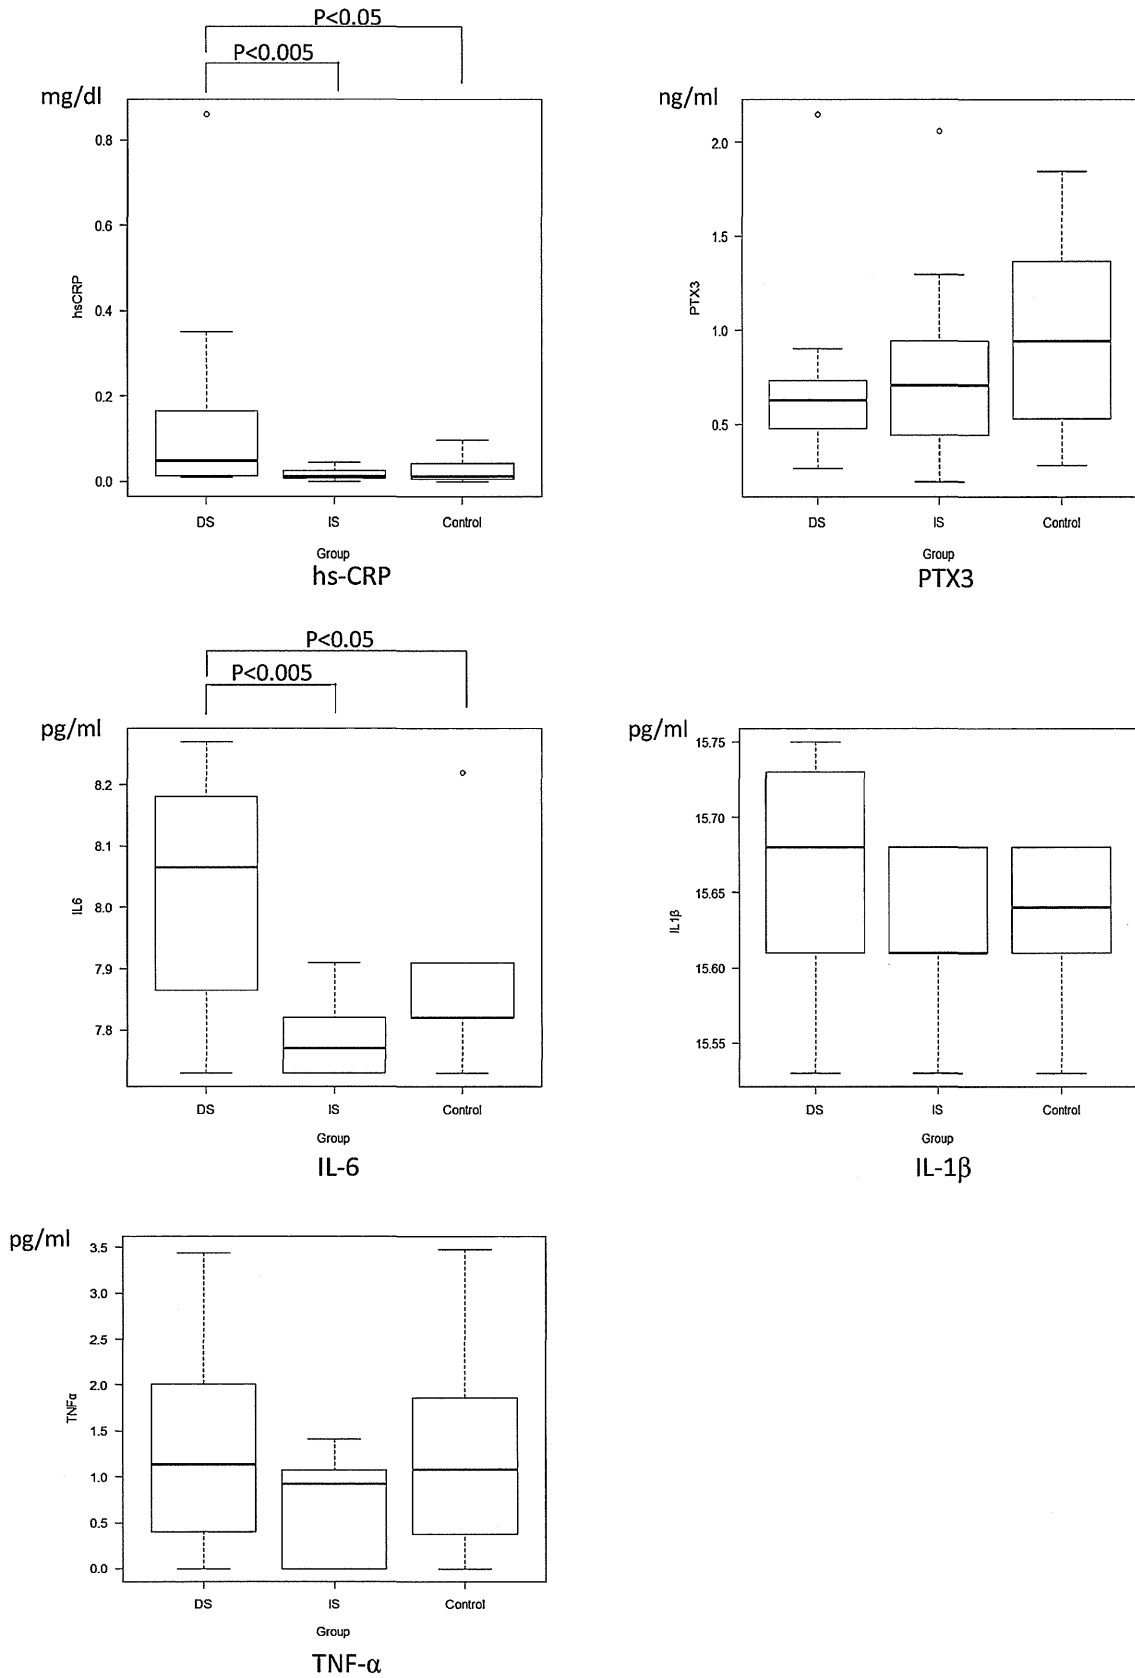 P<0.05
P<0.005
mg/dl
hsCRP
0.8
0.6
0.4
0.2
0.0
DS IS Control
Group
hs-CRP
ng/ml
PTX3
2.0
1.5
1.0
0.5
DS IS Control
Group
PTX3
P<0.05
P<0.005
pg/ml
IL6
8.2
8.1
8.0
7.9
7.8
DS IS Control
Group
IL-6
pg/ml
IL1β
15.75
15.70
15.65
15.60
15.55
DS IS Control
Group
IL-1β
pg/ml
TNFα
3.5
3.0
2.5
2.0
1.5
1.0
0.5
0.0
DS IS Control
Group
TNF-α